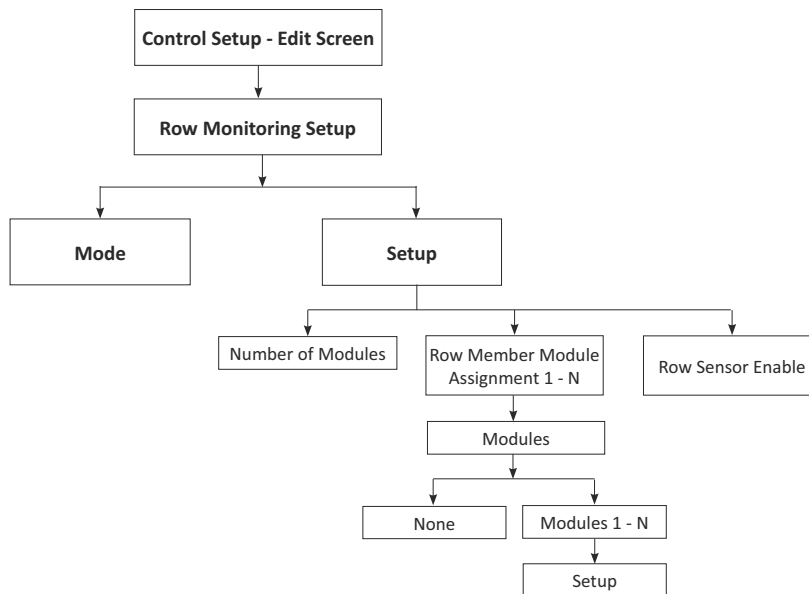 Control Setup - Edit Screen
Row Monitoring Setup
Mode
Setup
Number of Modules
Row Member Module
Assignment 1 - N
Row Sensor Enable
Modules
None
Modules 1 - N
Setup